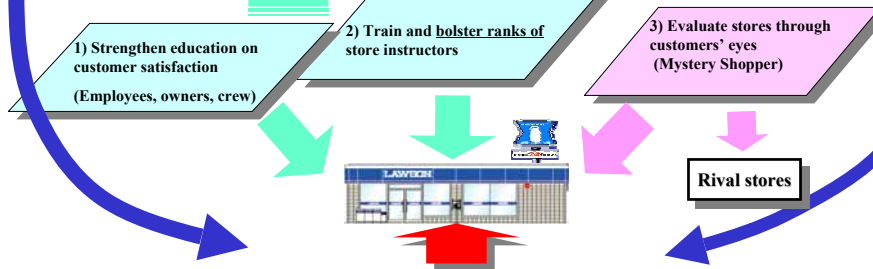 1) Strengthen education on
customer satisfaction
(Employees, owners, crew)
2) Train and bolster ranks of
store instructors
3) Evaluate stores through
customers’ eyes
(Mystery Shopper)
LAWSON
Rival stores